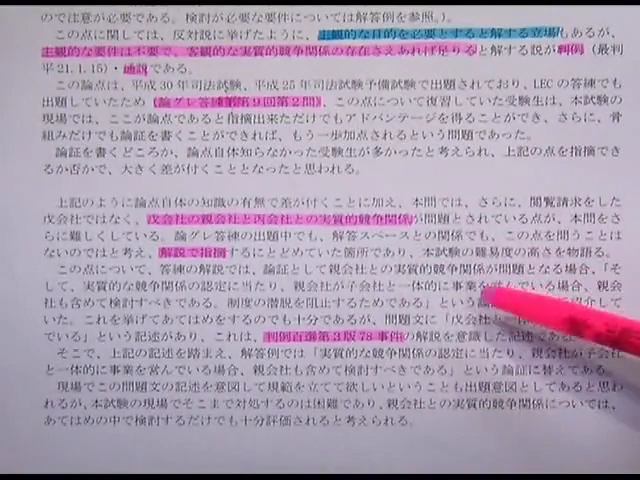 ので注意が必要である。検討が必要な要件については解答例を参照。）。
この点に関しては、反対説に挙げたように、主観的な目的を必要とすると解する立場もあるが、
主観的な要件は不要で、客観的な実質的競争関係の存在さえあれば足りると解する説が判例（最判
平21.1.15）・通説である。
この論点は、平成30年司法試験、平成25年司法試験予備試験で出題されており、LECの答練でも
出題していたため（論グレ答練第第9回第2問）、この点について復習していた受験生は、本試験の
現場では、ここが論点であると指摘出来ただけでもアドバンテージを得ることができ、さらに、骨
組みだけでも論証を書くことができれば、もう一歩加点されるという問題であった。
論証を書くどころか、論点自体知らなかった受験生が多かったと考えられ、上記の点を指摘でき
るか否かで、大きく差が付くこととなったと思われる。
上記のように論点自体の知識の有無で差が付くことに加え、本問では、さらに、閲覧請求をした
戊会社ではなく、戊会社の親会社と丙会社との実質的競争関係が問題とされている点が、本問をさ
らに難しくしている。論グレ答練の出題中でも、解答スペースとの関係でも、この点を問うことは
ないのではと考え、解説で指摘するにとどめていた箇所であり、本試験の難易度の高さを物語る。
この点について、答練の解説では、論証として親会社との実質的競争関係が問題となる場合、「そ
して、実質的な競争関係の認定に当たり、親会社が子会社と一体的に事業を営んでいる場合、親会
社も含めて検討すべきである。制度の潜脱を阻止するためである」という論 紹介して
いた。これを挙げてあてはめをするのでも十分であるが、問題文に「戊会社と一体
でいる」という記述があり、これは、判例百選第3版78事件の解説を意識した記述である
そこで、上記の記述を踏まえ、解答例では「実質的な競争関係の認定に当たり、親会社が子会社
と一体的に事業を営んでいる場合、親会社も含めて検討すべきである」という論証に替えてある。
現場でこの問題文の記述を意図して規範を立てて欲しいということも出題意図としてあると思わ
れるが、本試験の現場でそこまで対処するのは困難であり、親会社との実質的競争関係については、
あてはめの中で検討するだけでも十分評価されると考えられる。